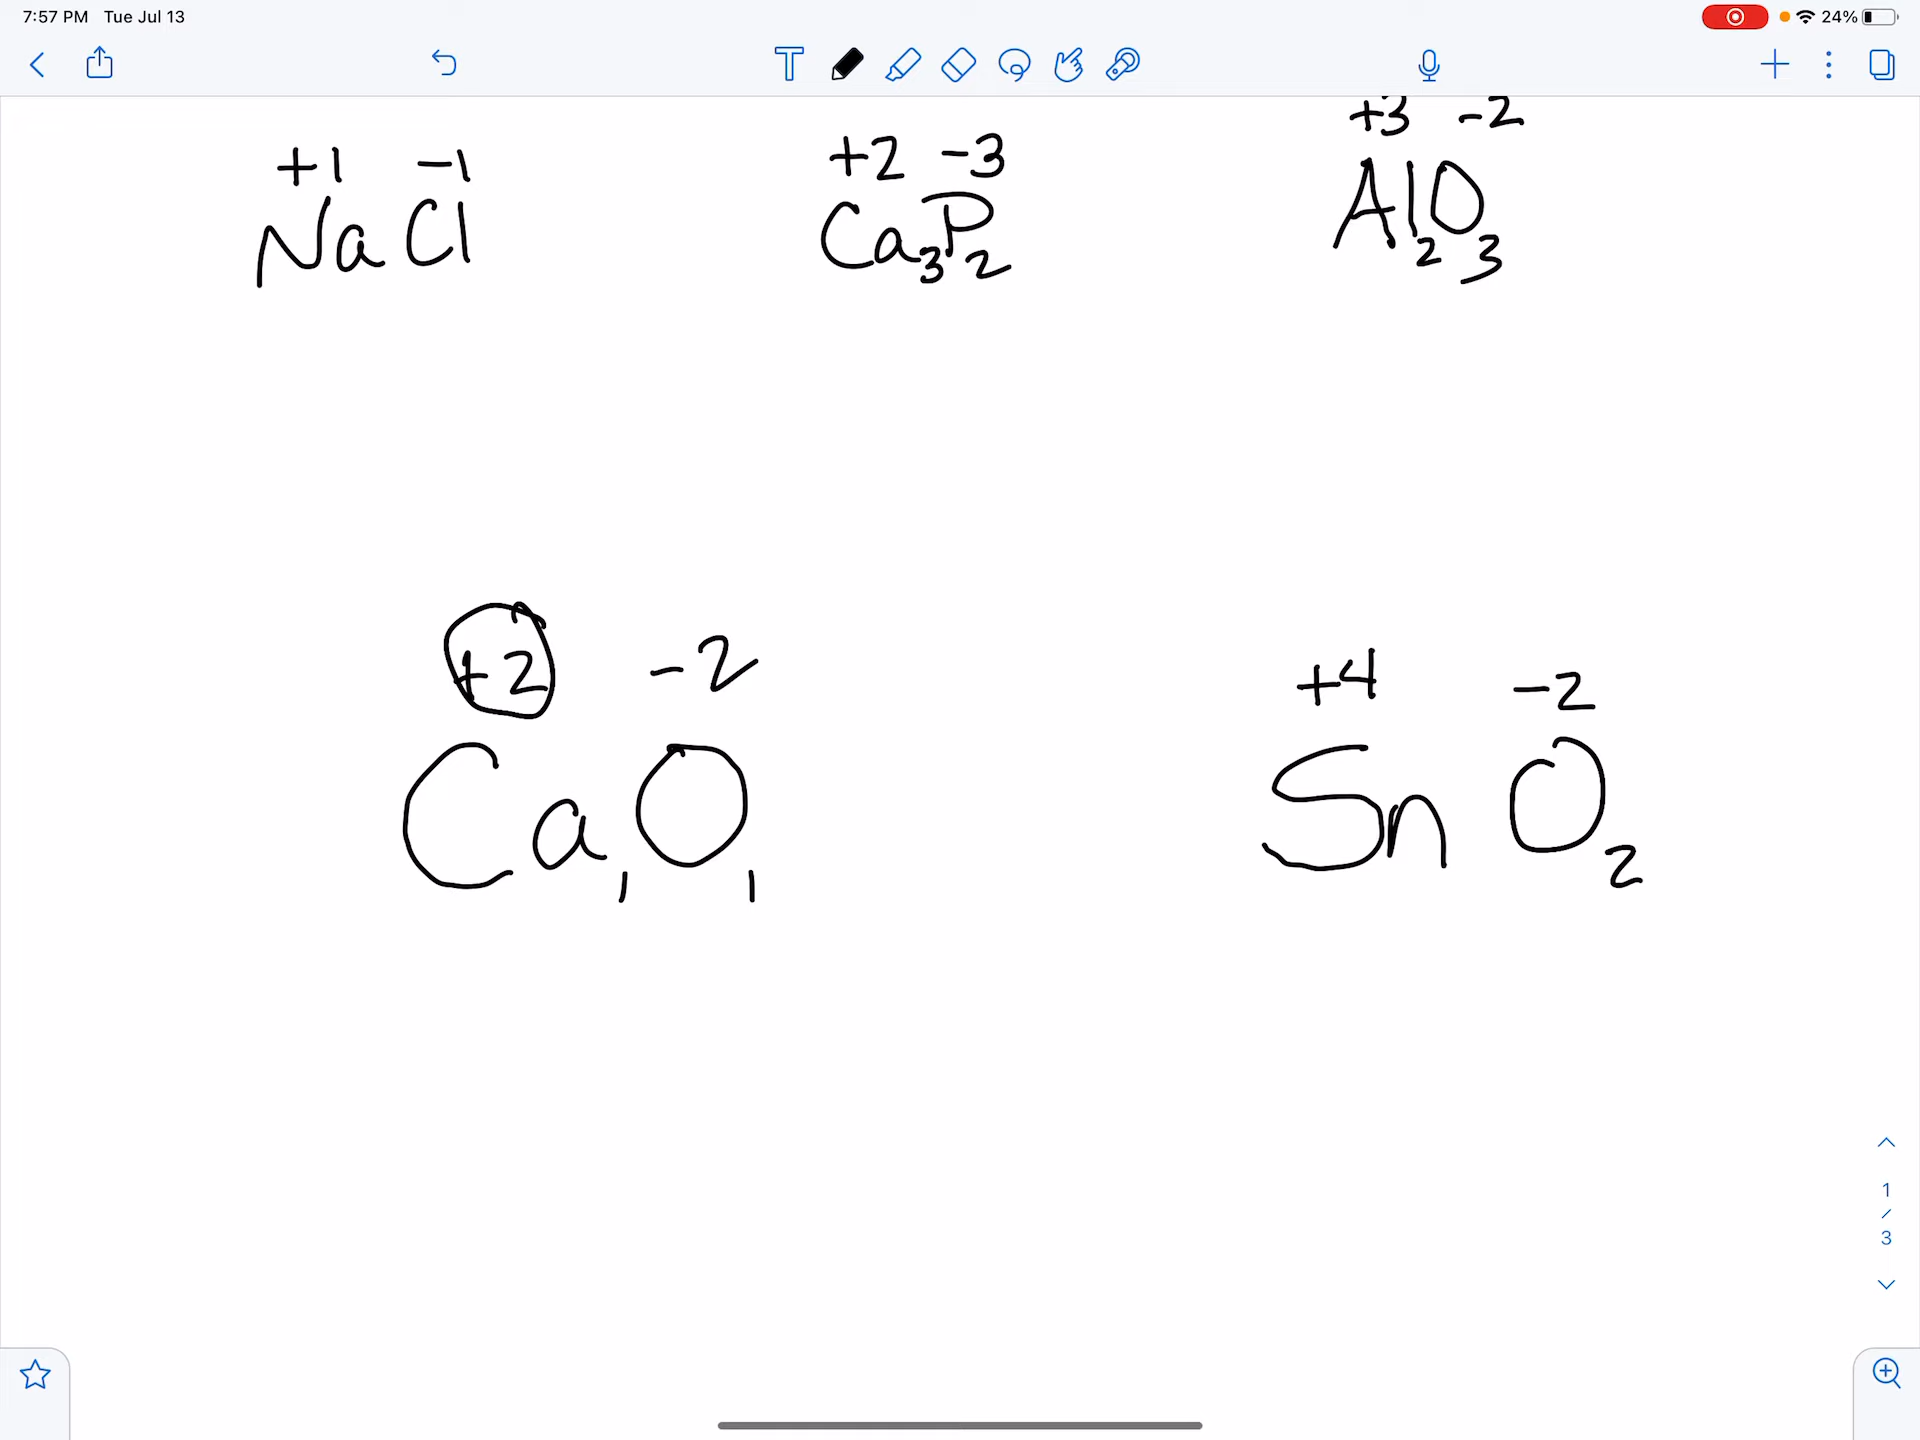 7:57 PM Tue Jul 13
24%
T
+3 -2
+1 -1
+2 -3
NaCl
Ca3P2
Al2O3
+2 -2
+4 -2
Ca1O1
SnO2
1
/
3